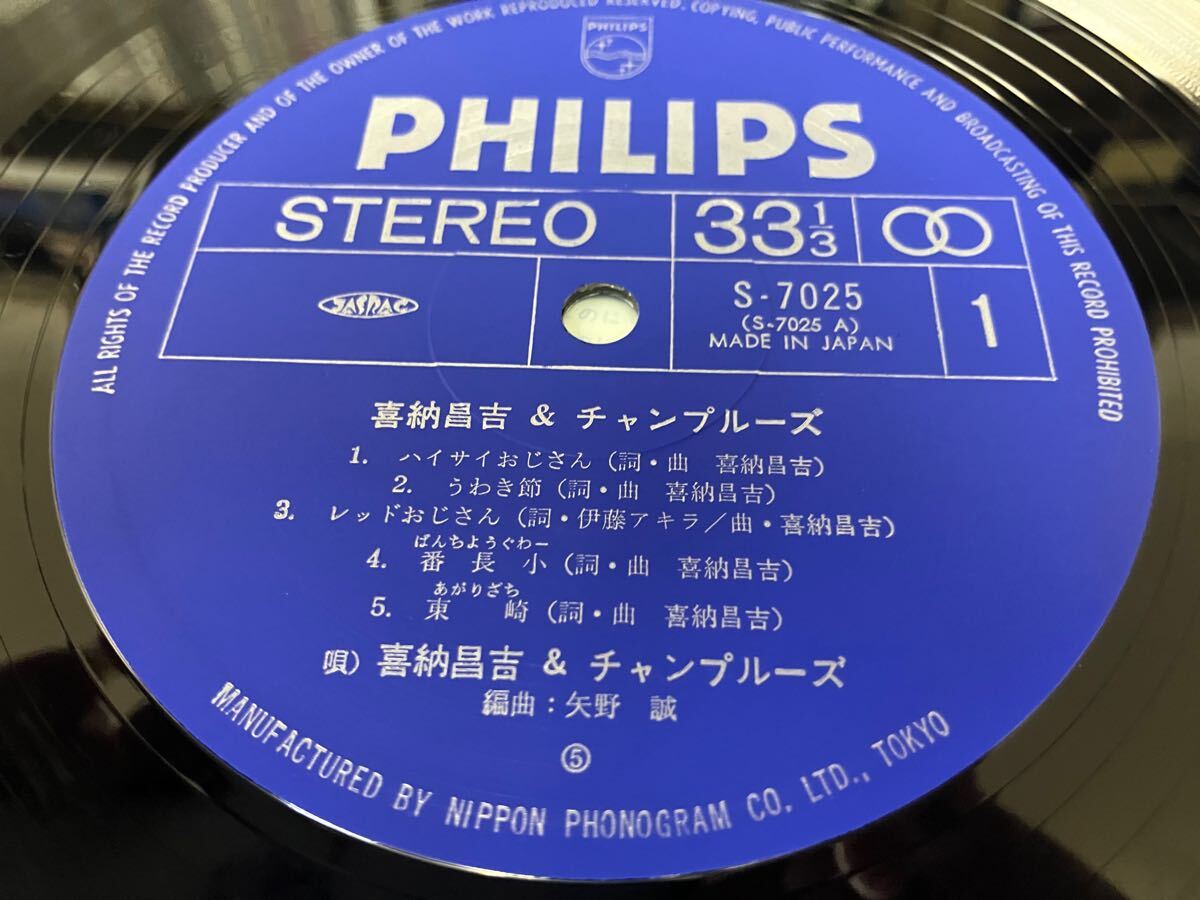 ALL RIGHTS OF THE RECORD PRODUCER AND OF THE OWNER OF THE WORK REPRODUCED RESERVED. COPYING, PUBLIC PERFORMANCE AND BROADCASTING OF THIS RECORD PROHIBITED
PHILIPS
PHILIPS
STEREO
33 1/3
JASRAC
のに
S-7025
(S-7025 A)
MADE IN JAPAN
1
喜納昌吉 & チャンプルーズ
1. ハイサイおじさん (詞・曲 喜納昌吉)
2. うわき節 (詞・曲 喜納昌吉)
3. レッドおじさん (詞・伊藤アキラ/曲・喜納昌吉)
ばんちようぐわー
4. 番長小 (詞・曲 喜納昌吉)
あがりざち
5. 東崎 (詞・曲 喜納昌吉)
唄) 喜納昌吉 & チャンプルーズ
編曲:矢野 誠
⑤
MANUFACTURED BY NIPPON PHONOGRAM CO. LTD., TOKYO